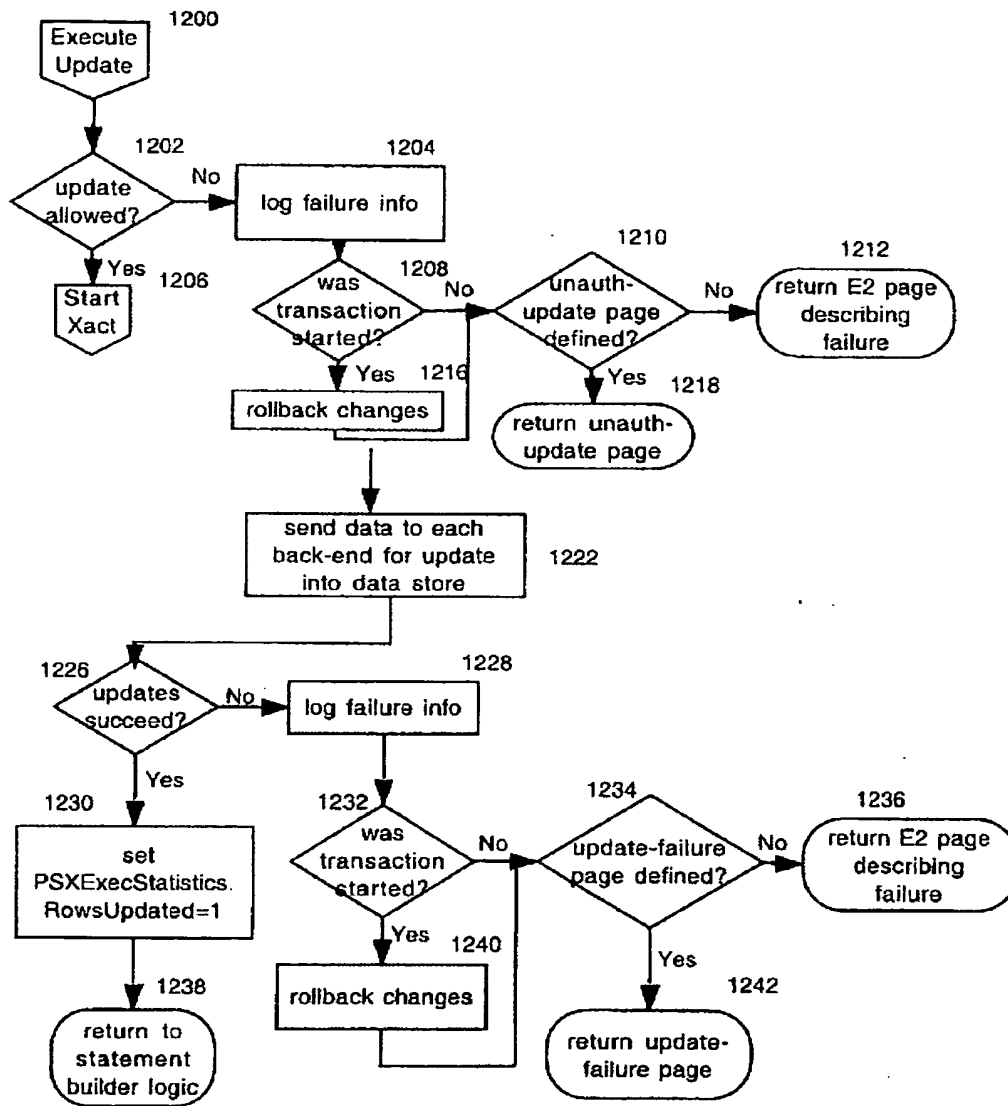 1200
Execute
Update
1202
update
allowed?
No
1204
log failure info
Yes
1206
Start
Xact
was
transaction
started?
1208
No
1210
unauth-
update page
defined?
No
1212
return E2 page
describing
failure
Yes
1216
rollback changes
Yes
1218
return unauth-
update page
send data to each
back-end for update
into data store
1222
1226
updates
succeed?
No
1228
log failure info
Yes
1230
set
PSXExecStatistics.
RowsUpdated=1
1232
was
transaction
started?
No
1234
update-failure
page defined?
No
1236
return E2 page
describing
failure
Yes
1240
rollback changes
Yes
1242
return update-
failure page
1238
return to
statement
builder logic